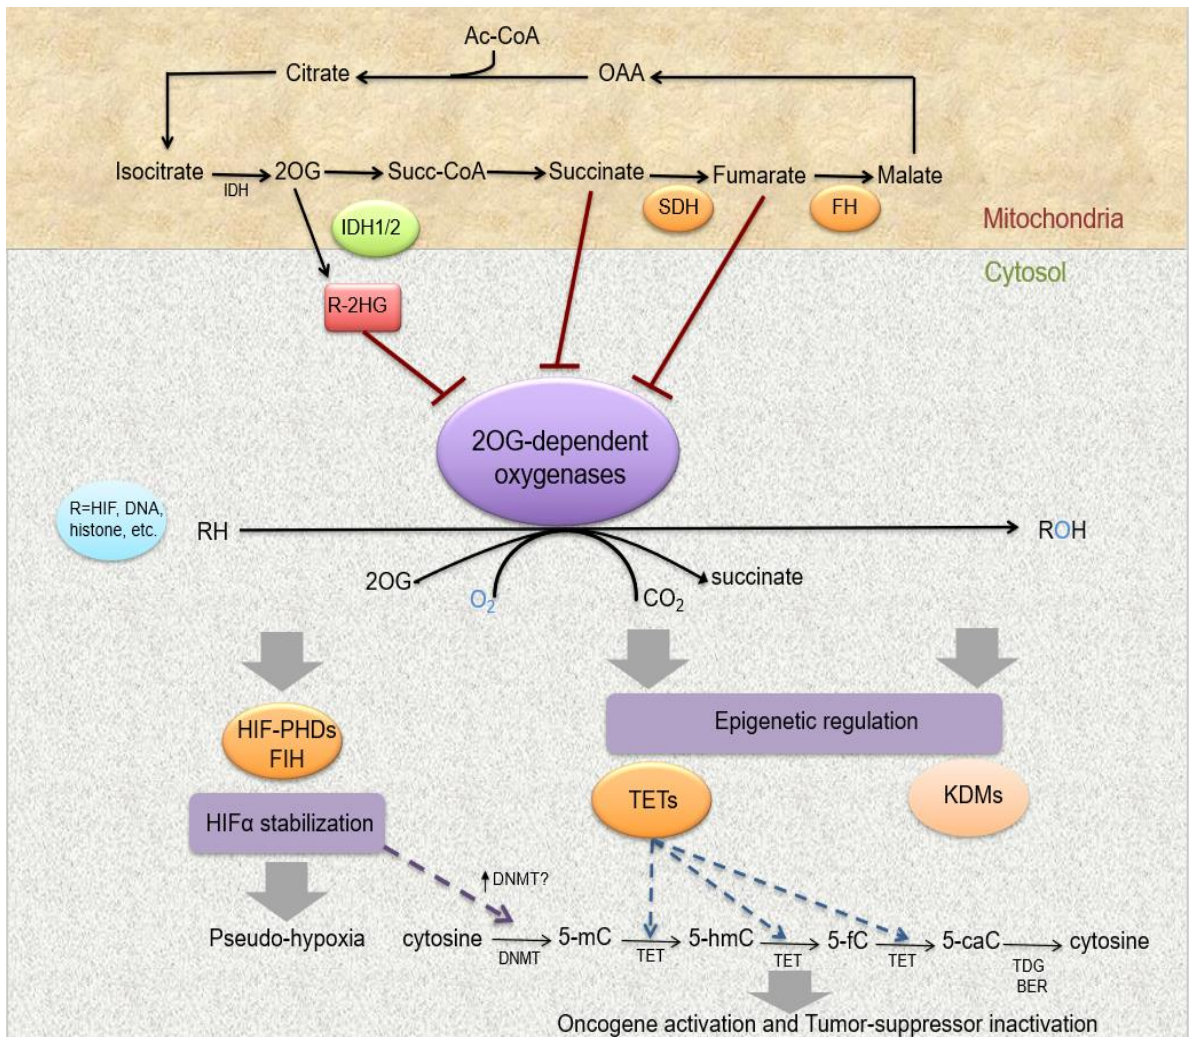 Ac-CoA
Citrate
OAA
Isocitrate
IDH
2OG
Succ-CoA
Succinate
Fumarate
Malate
SDH
FH
IDH1/2
Mitochondria
Cytosol
R-2HG
2OG-dependent
oxygenases
R=HIF, DNA,
histone, etc.
RH
ROH
2OG
O2
CO2
succinate
HIF-PHDs
FIH
Epigenetic regulation
TETs
KDMs
HIFα stabilization
DNMT?
Pseudo-hypoxia
cytosine
DNMT
5-mC
TET
5-hmC
TET
5-fC
TET
5-caC
TDG
BER
cytosine
Oncogene activation and Tumor-suppressor inactivation